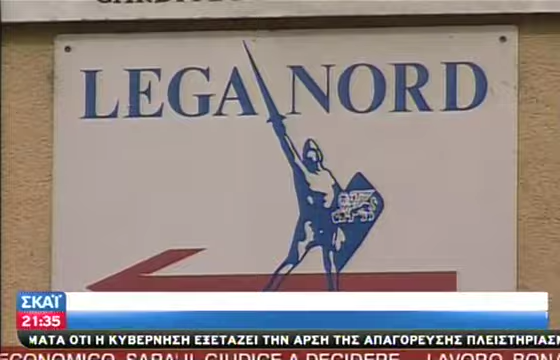 LEGA NORD
ΣΚΑΪ
21:35
ΜΑΤΑ ΟΤΙ Η ΚΥΒΕΡΝΗΣΗ ΕΞΕΤΑΖΕΙ ΤΗΝ ΑΡΣΗ ΤΗΣ ΑΠΑΓΟΡΕΥΣΗΣ ΠΛΕΙΣΤΗΡΙΑΣ
ECONOMICO, SARA' IL GIUDICE A DECIDERE